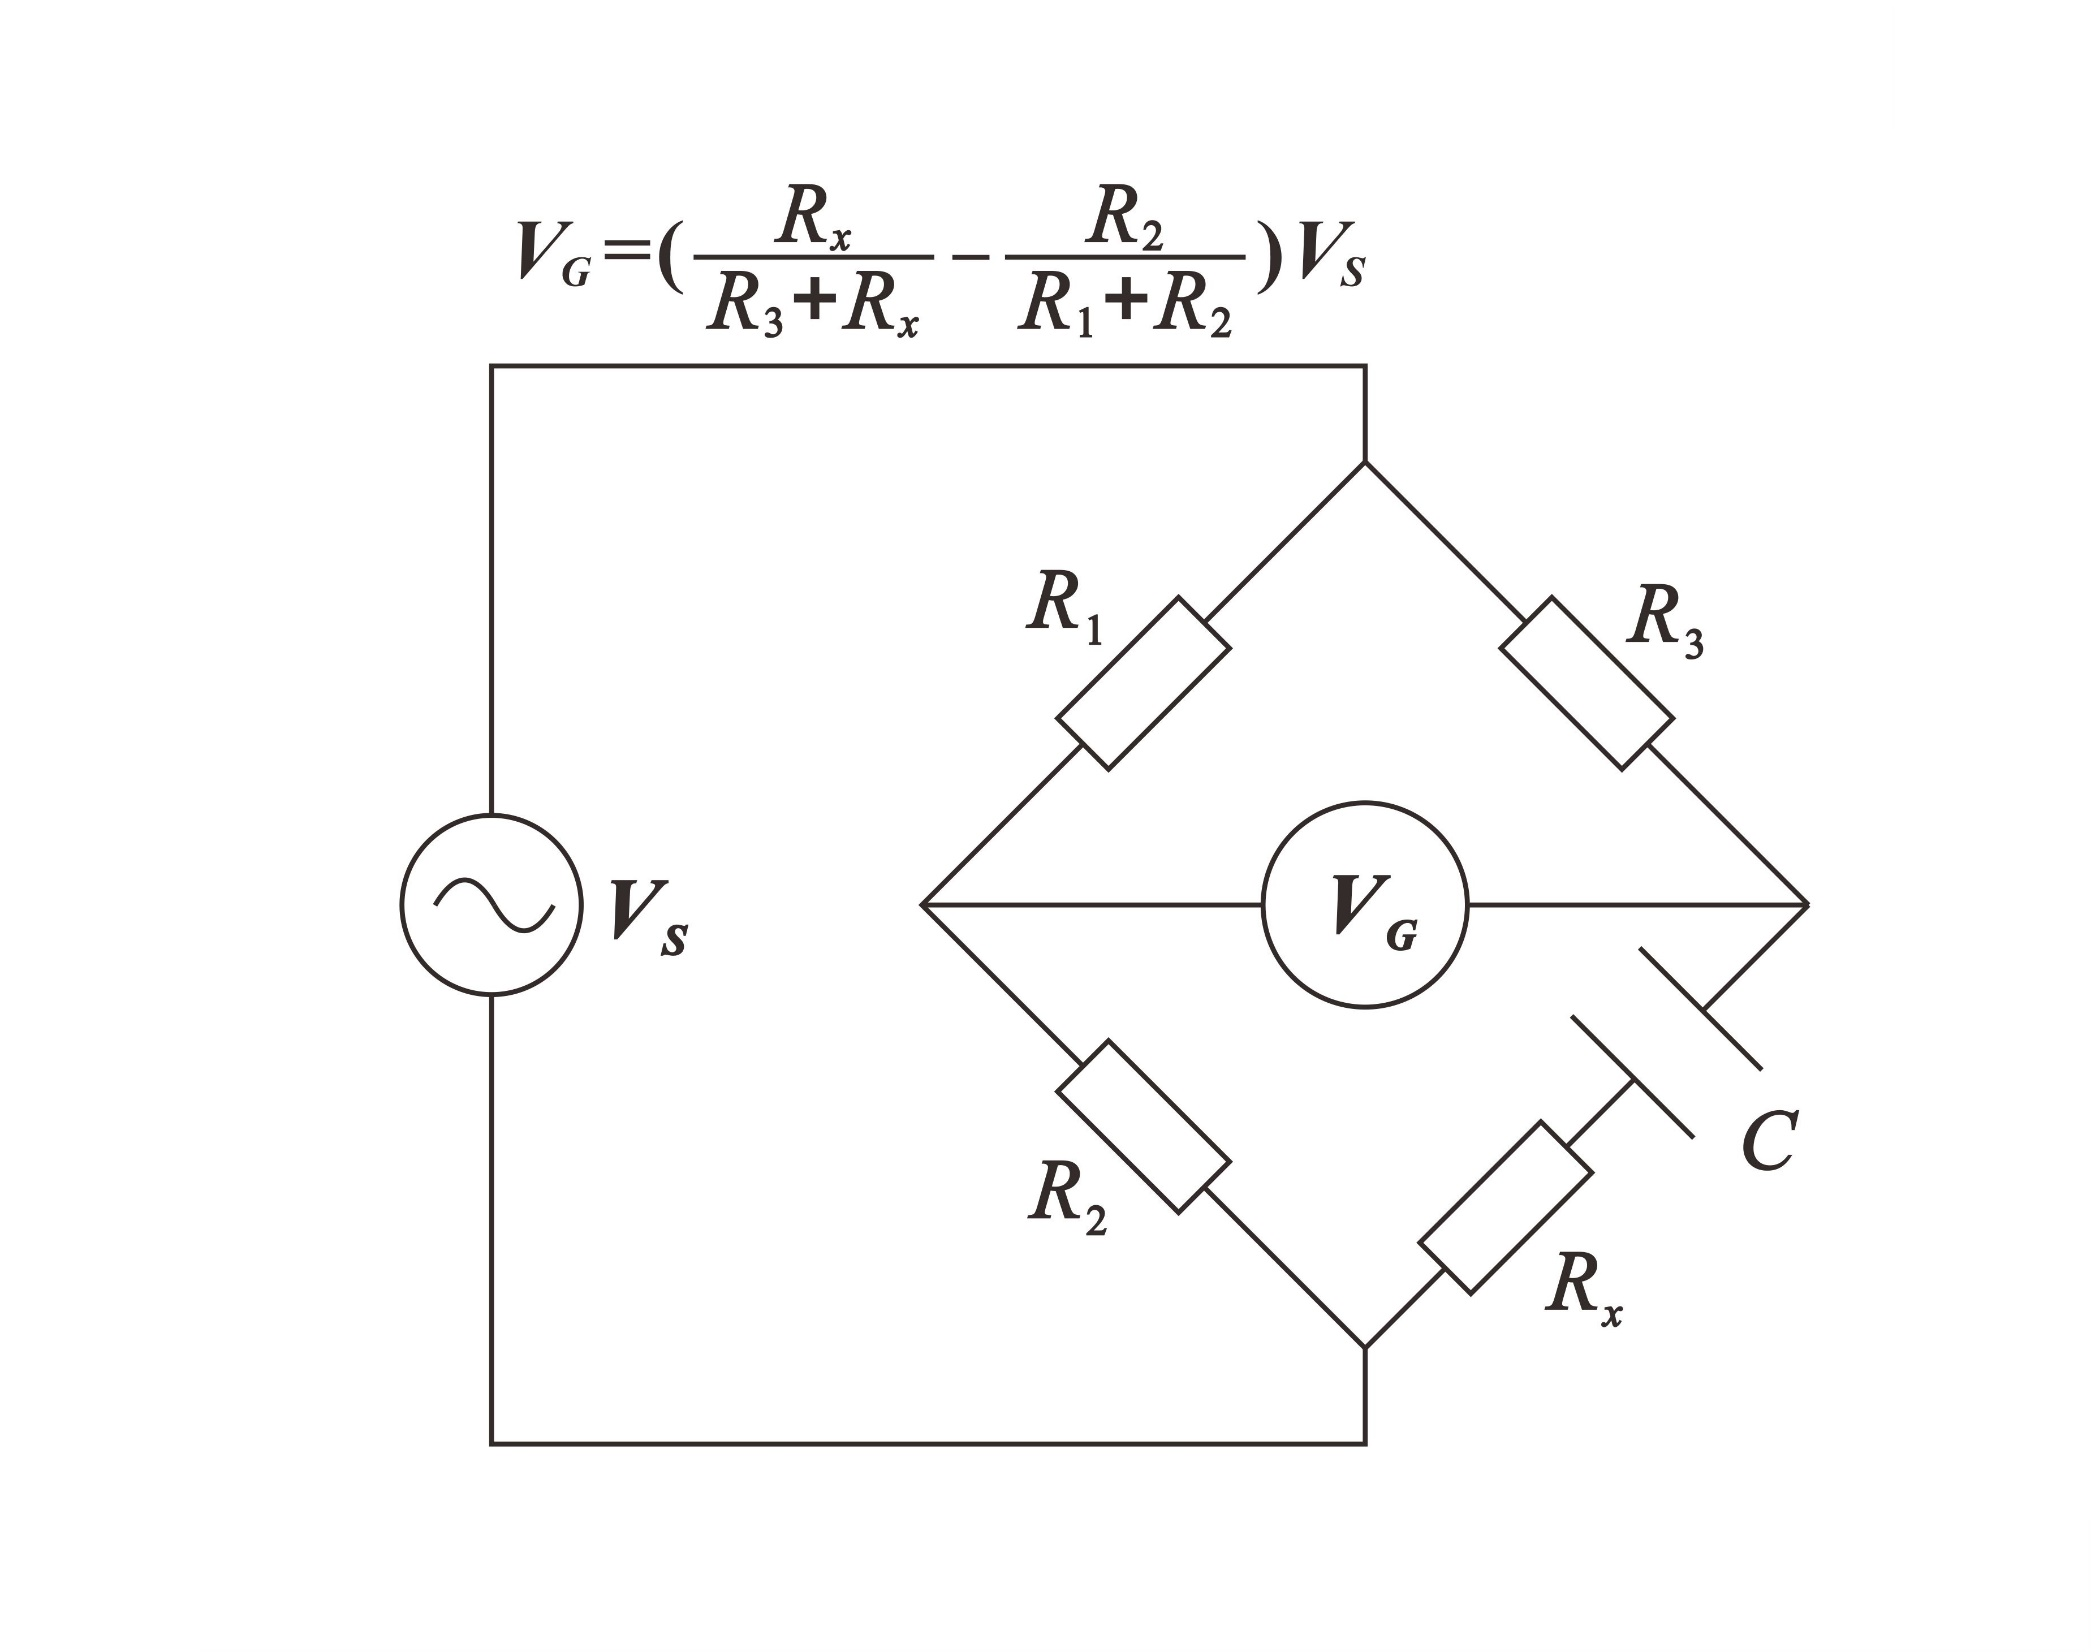 V_G=(R_x/(R_3+R_x) − R_2/(R_1+R_2))V_S
R_1
R_3
V_s
V_G
C
R_2
R_x